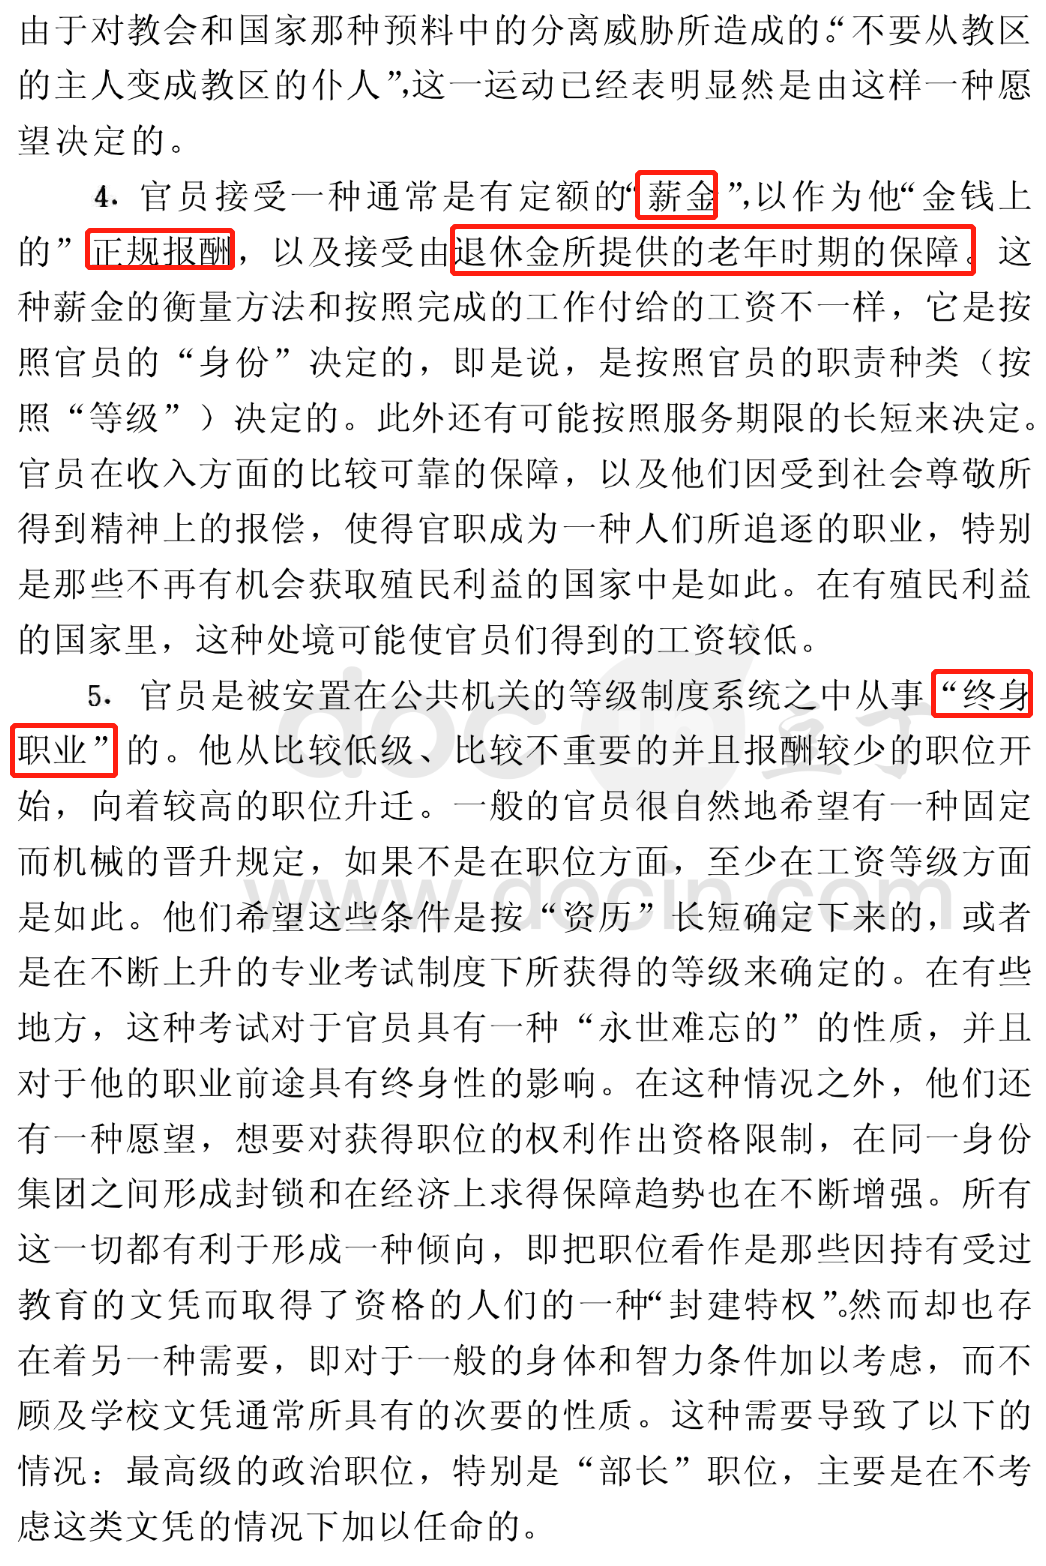 由于对教会和国家那种预料中的分离威胁所造成的。“不要从教区
的主人变成教区的仆人”，这一运动已经表明显然是由这样一种愿
望决定的。
4. 官员接受一种通常是有定额的“薪金”，以作为他“金钱上
的”正规报酬，以及接受由退休金所提供的老年时期的保障。这
种薪金的衡量方法和按照完成的工作付给的工资不一样，它是按
照官员的“身份”决定的，即是说，是按照官员的职责种类（按
照“等级”）决定的。此外还有可能按照服务期限的长短来决定。
官员在收入方面的比较可靠的保障，以及他们因受到社会尊敬所
得到精神上的报偿，使得官职成为一种人们所追逐的职业，特别
是那些不再有机会获取殖民利益的国家中是如此。在有殖民利益
的国家里，这种处境可能使官员们得到的工资较低。
5. 官员是被安置在公共机关的等级制度系统之中从事“终身
职业”的。他从比较低级、比较不重要的并且报酬较少的职位开
始，向着较高的职位升迁。一般的官员很自然地希望有一种固定
而机械的晋升规定，如果不是在职位方面，至少在工资等级方面
是如此。他们希望这些条件是按“资历”长短确定下来的，或者
是在不断上升的专业考试制度下所获得的等级来确定的。在有些
地方，这种考试对于官员具有一种“永世难忘的”的性质，并且
对于他的职业前途具有终身性的影响。在这种情况之外，他们还
有一种愿望，想要对获得职位的权利作出资格限制，在同一身份
集团之间形成封锁和在经济上求得保障趋势也在不断增强。所有
这一切都有利于形成一种倾向，即把职位看作是那些因持有受过
教育的文凭而取得了资格的人们的一种“封建特权”。然而却也存
在着另一种需要，即对于一般的身体和智力条件加以考虑，而不
顾及学校文凭通常所具有的次要的性质。这种需要导致了以下的
情况：最高级的政治职位，特别是“部长”职位，主要是在不考
虑这类文凭的情况下加以任命的。
docin 豆丁
www.docin.com